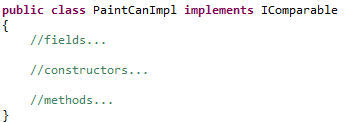 public class PaintCanImpl implements IComparable
{
    //fields...
    //constructors...
    //methods...
}